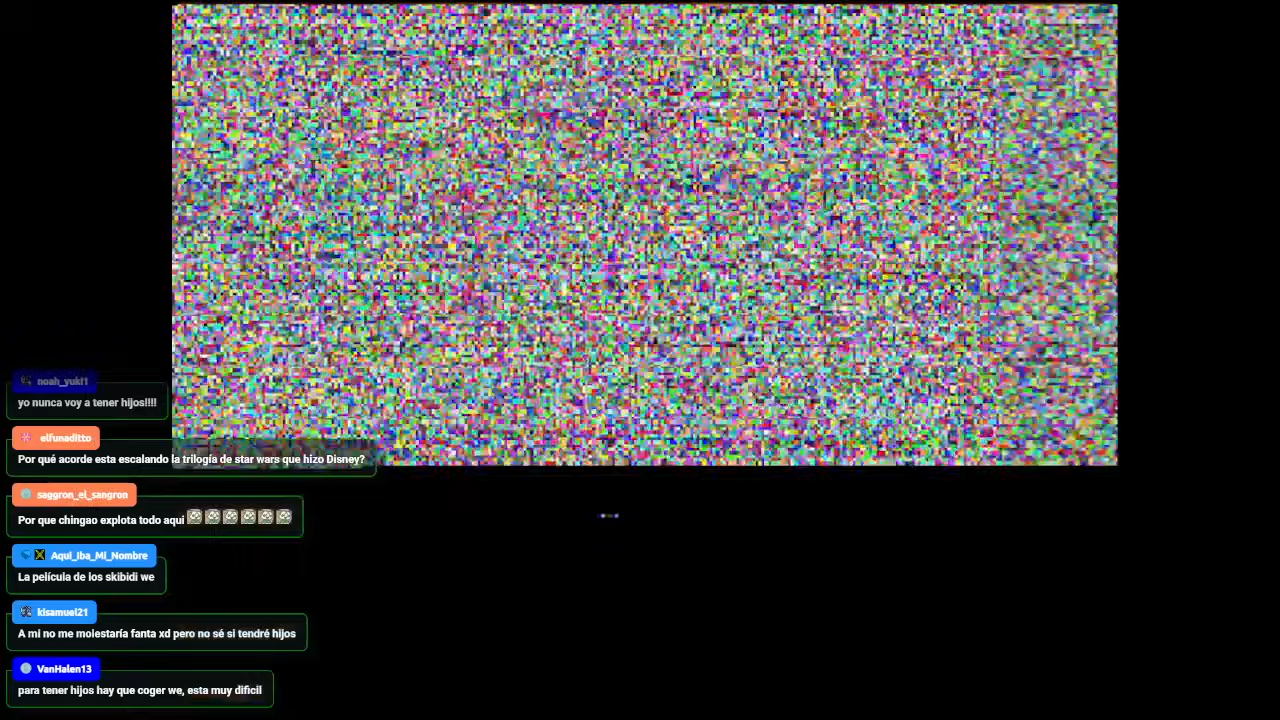 noah_yuki1
yo nunca voy a tener hijos!!!!
elfunaditto
Por qué acorde esta escalando la trilogía de star wars que hizo Disney?
saggron_el_sangron
Por que chingao explota todo aqui
Aqui_Iba_Mi_Nombre
La película de los skibidi we
kisamuel21
A mi no me molestaría fanta xd pero no sé si tendré hijos
VanHalen13
para tener hijos hay que coger we, esta muy dificil